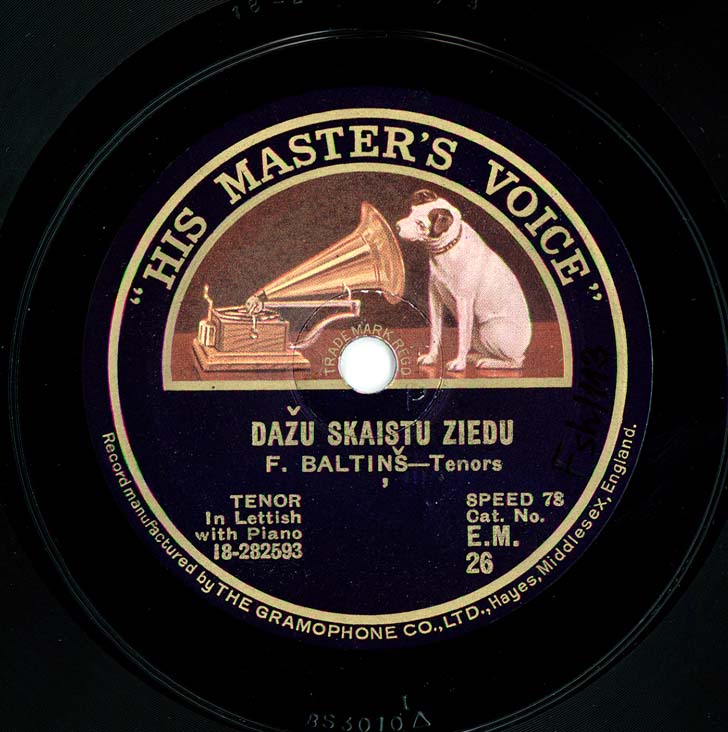 "HIS MASTER'S VOICE"
TRADE MARK REGD
DAŽU SKAISTU ZIEDU
F. BALTIņŠ—Tenors
TENOR
In Lettish
with Piano
18-282593
SPEED 78
Cat. No.
E.M.
26
Record manufactured by THE GRAMOPHONE CO., LTD., Hayes, Middlesex, England.
I
BS3010 Δ